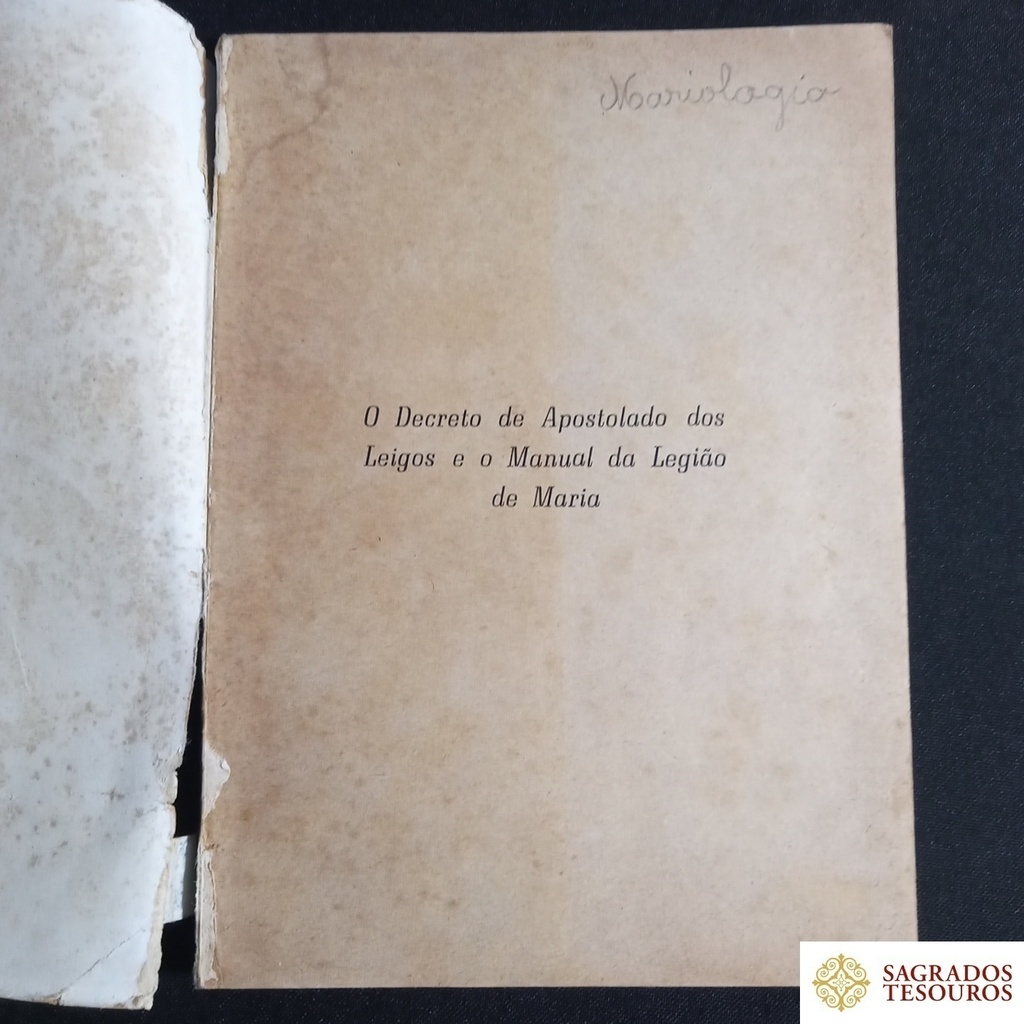 Mariologia
O Decreto de Apostolado dos
Leigos e o Manual da Legião
de Maria
SAGRADOS
TESOUROS